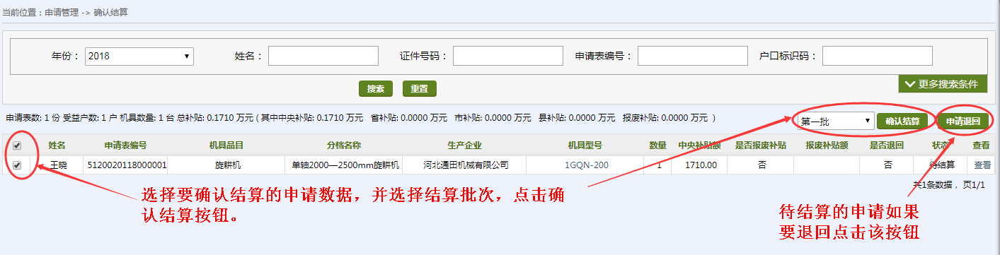 当前位置：申请管理 -> 确认结算
年份： 2018 姓名： 证件号码： 申请表编号： 户口标识码：
搜索 重置 更多搜索条件
申请表数: 1 份 受益户数: 1 户 机具数量: 1 台 总补贴: 0.1710 万元 ( 其中中央补贴: 0.1710 万元 省补贴: 0.0000 万元 市补贴: 0.0000 万元 县补贴: 0.0000 万元 报废补贴: 0.0000 万元 )
第一批 确认结算 申请退回
姓名 申请表编号 机具品目 分档名称 生产企业 机具型号 数量 中央补贴额 是否报废补贴 报废补贴额 是否退回 状态 查看
王晓 5120020118000001 旋耕机 单轴2000—2500mm旋耕机 河北通田机械有限公司 1GQN-200 1 1710.00 否 否 待结算 查看
共1条数据 ，页1/1
选择要确认结算的申请数据，并选择结算批次，点击确
认结算按钮。
待结算的申请如果
要退回点击该按钮